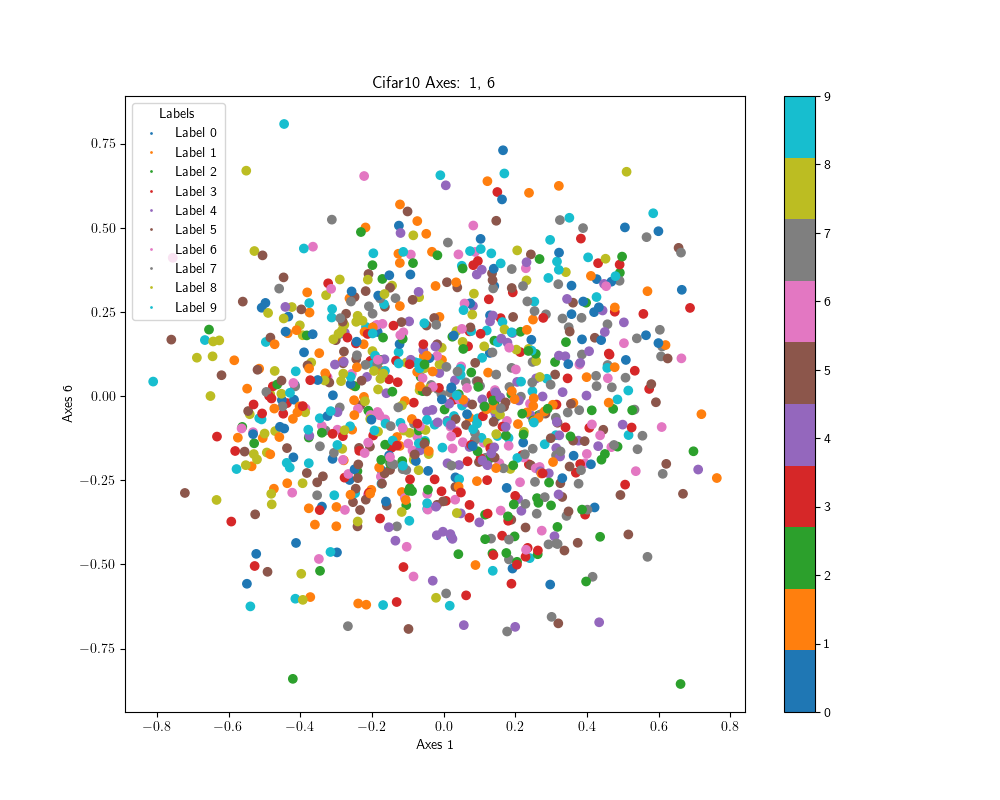 Cifar10 Axes: 1, 6
Labels
Label 0
Label 1
Label 2
Label 3
Label 4
Label 5
Label 6
Label 7
Label 8
Label 9
0.75
0.50
0.25
0.00
−0.25
−0.50
−0.75
Axes 6
−0.8 −0.6 −0.4 −0.2 0.0 0.2 0.4 0.6 0.8
Axes 1
9
8
7
6
5
4
3
2
1
0